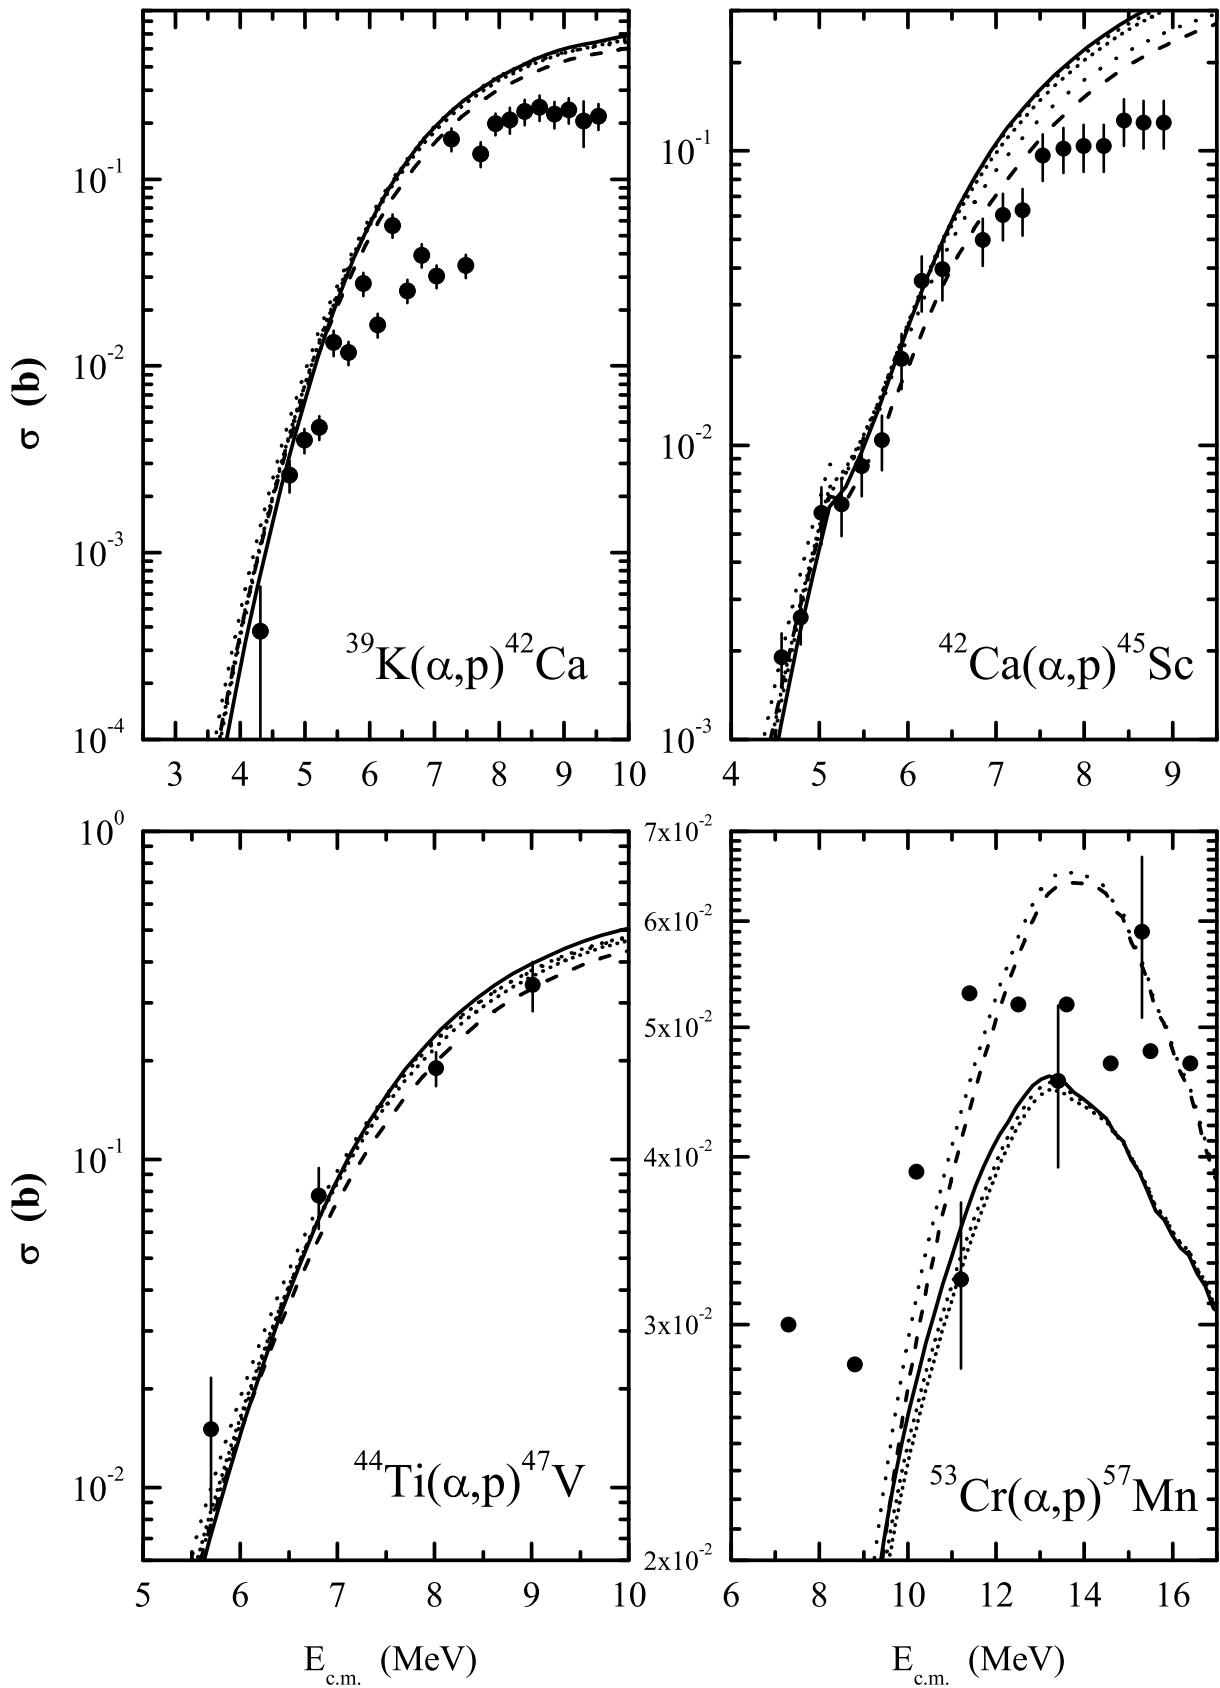 σ (b)
10⁻¹
10⁻²
10⁻³
10⁻⁴
³⁹K(α,p)⁴²Ca
3 4 5 6 7 8 9 10
10⁻¹
10⁻²
10⁻³
⁴²Ca(α,p)⁴⁵Sc
4 5 6 7 8 9
σ (b)
10⁰
10⁻¹
10⁻²
⁴⁴Ti(α,p)⁴⁷V
5 6 7 8 9 10
E_c.m. (MeV)
7x10⁻²
6x10⁻²
5x10⁻²
4x10⁻²
3x10⁻²
2x10⁻²
⁵³Cr(α,p)⁵⁷Mn
6 8 10 12 14 16
E_c.m. (MeV)